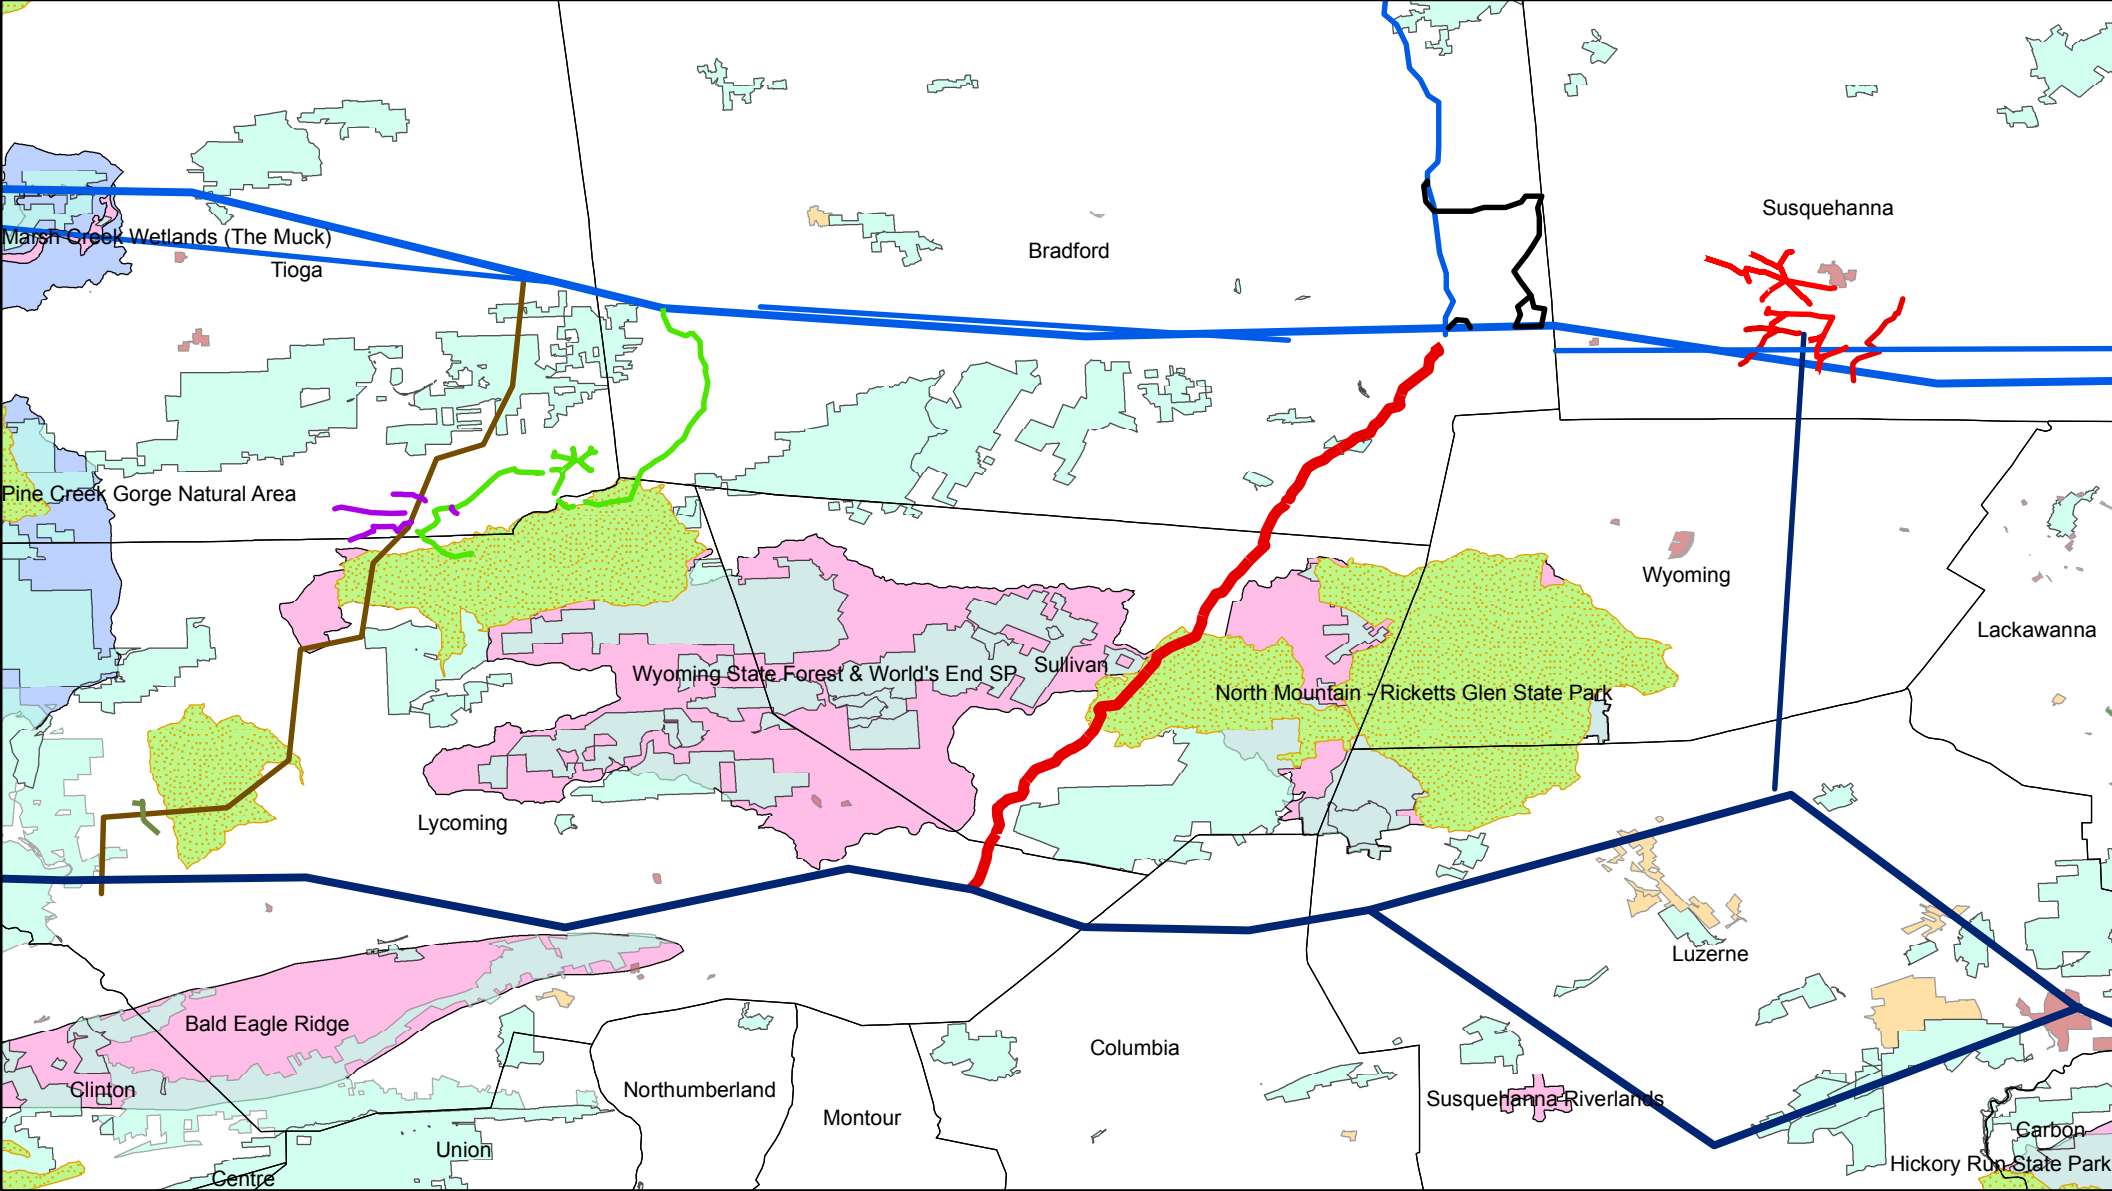 Susquehanna
Marsh Creek Wetlands (The Muck)
Bradford
Tioga
Pine Creek Gorge Natural Area
Wyoming
Lackawanna
Wyoming State Forest & World's End SP
Sullivan
North Mountain - Ricketts Glen State Park
Lycoming
Luzerne
Bald Eagle Ridge
Columbia
Clinton
Northumberland
Susquehanna Riverlands
Montour
Carbon
Union
Hickory Run State Park
Centre